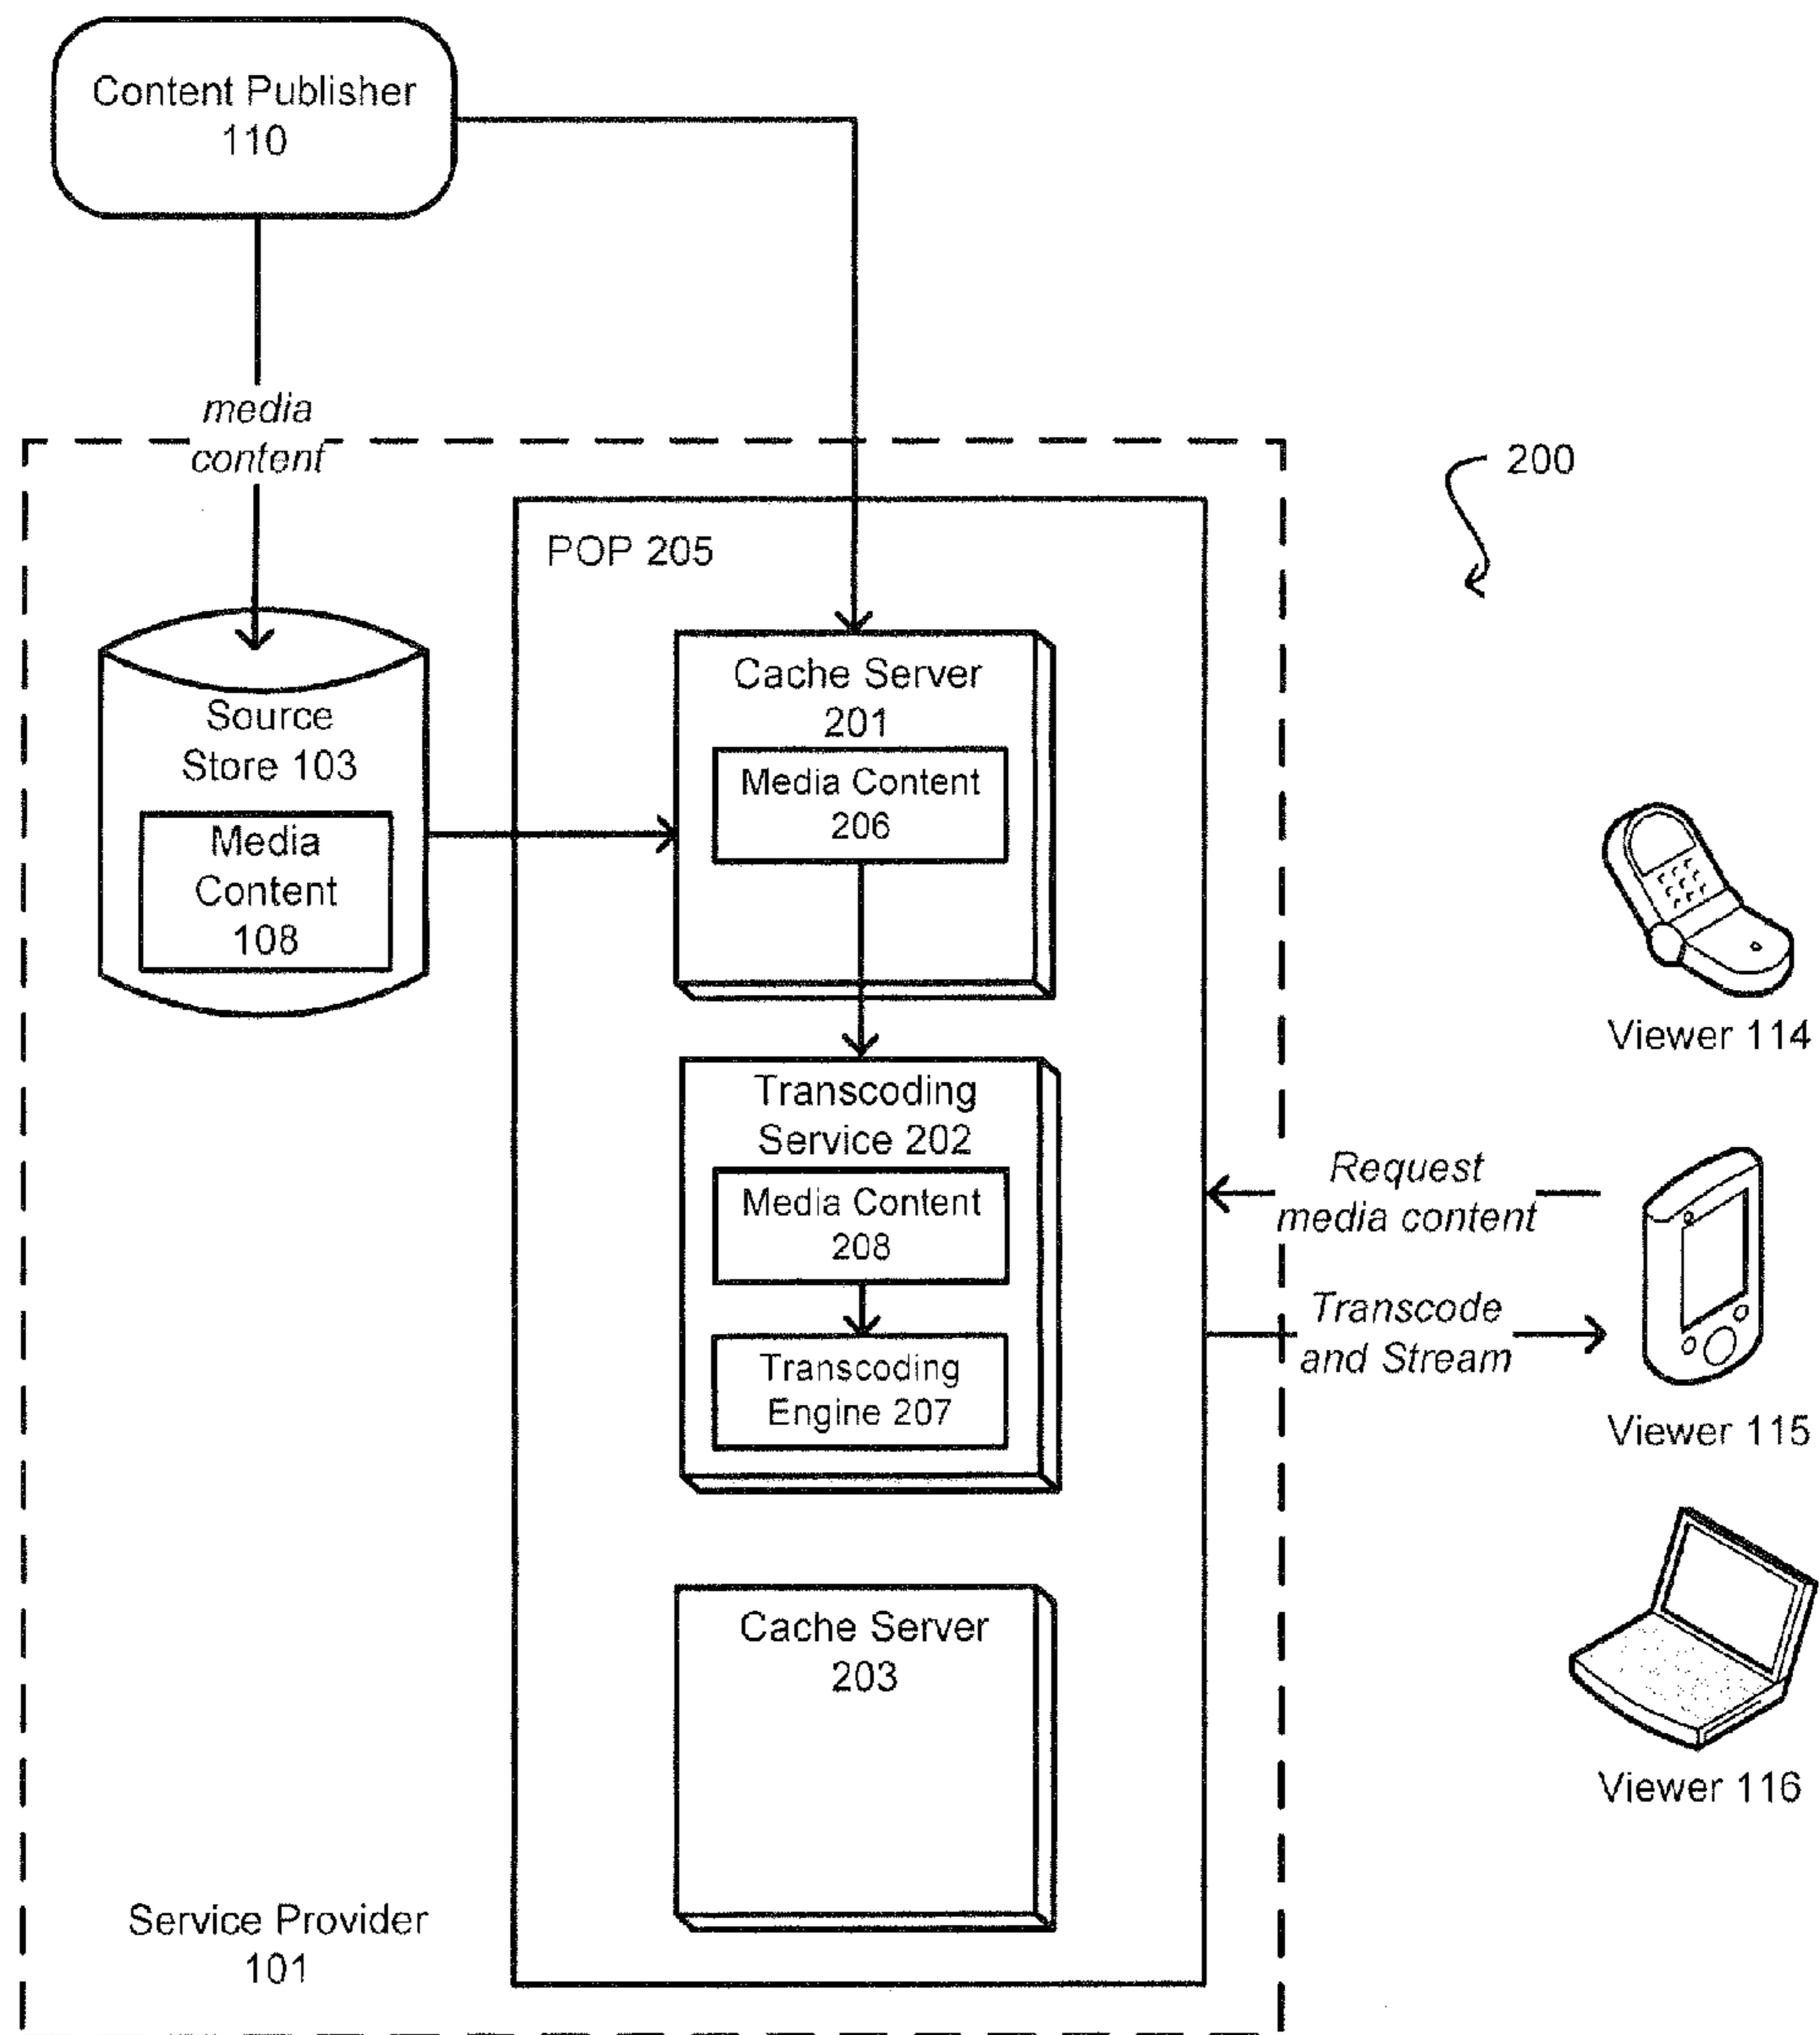 Content Publisher
110
media
content
200
POP 205
Cache Server
201
Media Content
206
Source
Store 103
Media
Content
108
Viewer 114
Transcoding
Service 202
Media Content
208
Transcoding
Engine 207
Request
media content
Transcode
and Stream
Viewer 115
Cache Server
203
Viewer 116
Service Provider
101